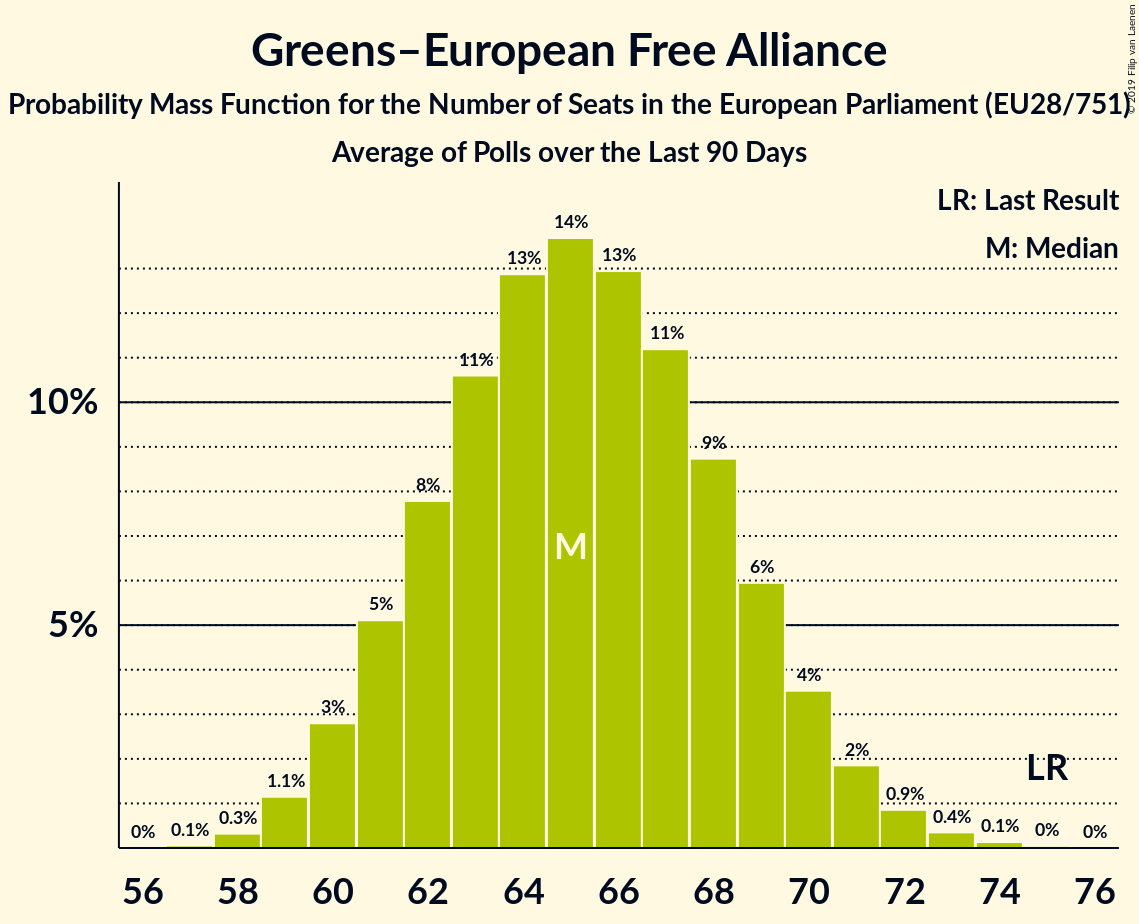 Greens–European Free Alliance
Probability Mass Function for the Number of Seats in the European Parliament (EU28/751)
Average of Polls over the Last 90 Days
© 2019 Filip van Laenen
LR: Last Result
M: Median
14%
13%
13%
11%
11%
10%
9%
8%
M
6%
5%
5%
4%
3%
2%
LR
1.1%
0.9%
0.3%
0.4%
0%
0.1%
0.1%
0%
0%
56 58 60 62 64 66 68 70 72 74 76